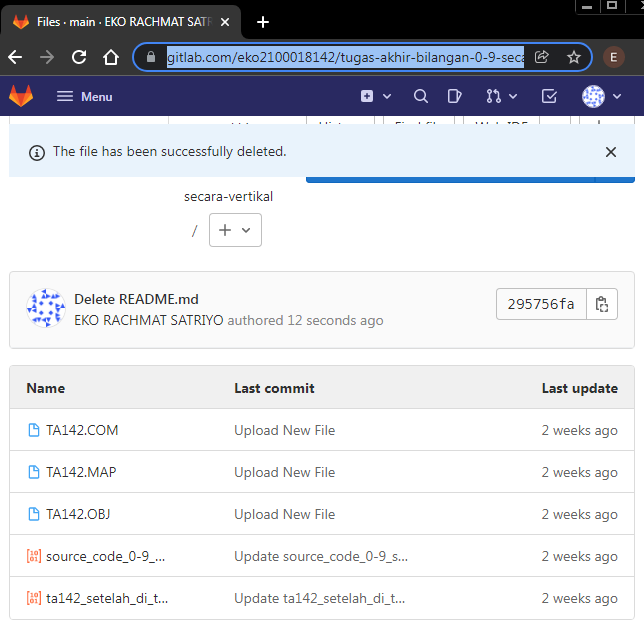 Files · main · EKO RACHMAT SATRI
gitlab.com/eko2100018142/tugas-akhir-bilangan-0-9-seca
E
Menu
The file has been successfully deleted.
secara-vertikal
/
Delete README.md
EKO RACHMAT SATRIYO authored 12 seconds ago
295756fa
Name Last commit Last update
TA142.COM Upload New File 2 weeks ago
TA142.MAP Upload New File 2 weeks ago
TA142.OBJ Upload New File 2 weeks ago
source_code_0-9_... Update source_code_0-9_s... 2 weeks ago
ta142_setelah_di_t... Update ta142_setelah_di_t... 2 weeks ago